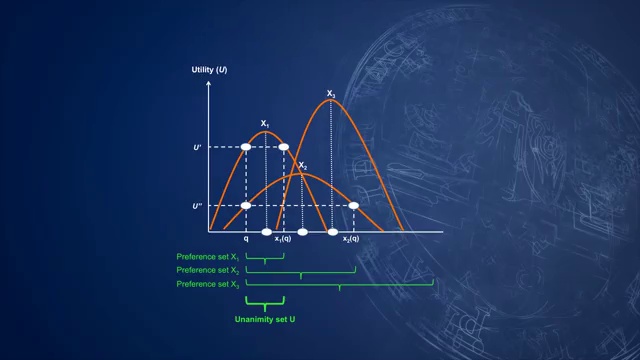 Utility (U)
X₃
X₁
X₂
U'
U"
q x₁(q) x₂(q)
Preference set X₁
Preference set X₂
Preference set X₃
Unanimity set U